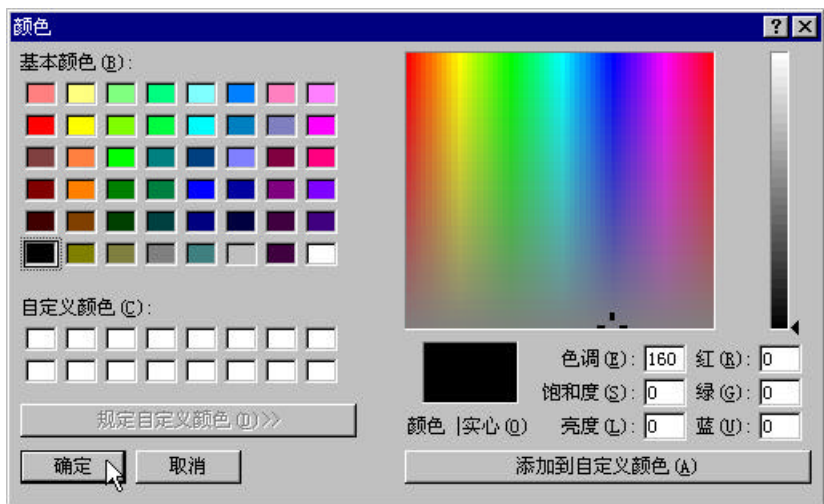 颜色
基本颜色(B):
自定义颜色(C):
规定自定义颜色(D)>>
确定 取消
色调(E): 160 红(R): 0
饱和度(S): 0 绿(G): 0
颜色|实心(O) 亮度(L): 0 蓝(U): 0
添加到自定义颜色(A)